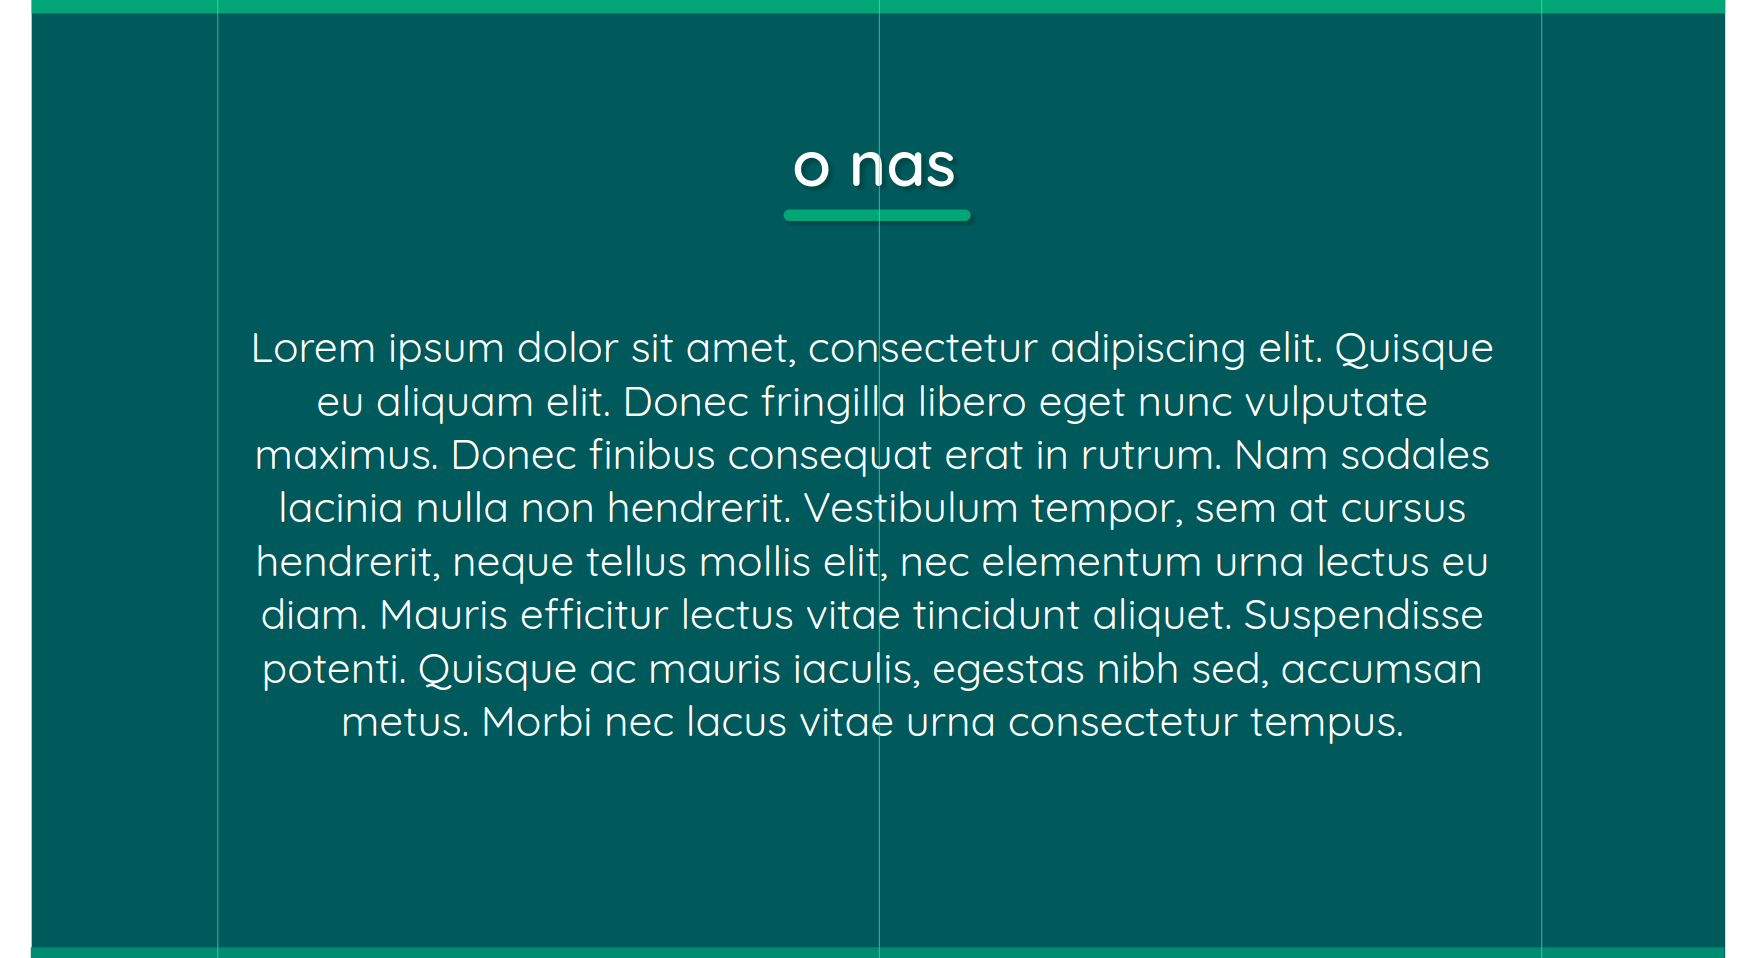 o nas
Lorem ipsum dolor sit amet, consectetur adipiscing elit. Quisque
eu aliquam elit. Donec fringilla libero eget nunc vulputate
maximus. Donec finibus consequat erat in rutrum. Nam sodales
lacinia nulla non hendrerit. Vestibulum tempor, sem at cursus
hendrerit, neque tellus mollis elit, nec elementum urna lectus eu
diam. Mauris efficitur lectus vitae tincidunt aliquet. Suspendisse
potenti. Quisque ac mauris iaculis, egestas nibh sed, accumsan
metus. Morbi nec lacus vitae urna consectetur tempus.